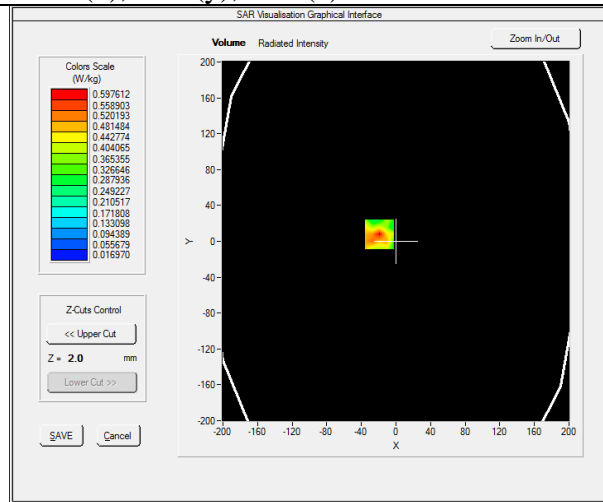 SAR Visualisation Graphical Interface
Volume Radiated Intensity
Zoom In/Out
Colors Scale
(W/kg)
0.597612
0.558903
0.520193
0.481484
0.442774
0.404065
0.365355
0.326646
0.287936
0.249227
0.210517
0.171808
0.133098
0.094389
0.055679
0.016970
Z-Cuts Control
<< Upper Cut
Z = 2.0 mm
Lower Cut >>
SAVE Cancel
Y
200
160
120
80
40
0
-40
-80
-120
-160
-200
-200 -160 -120 -80 -40 0 40 80 120 160 200
X